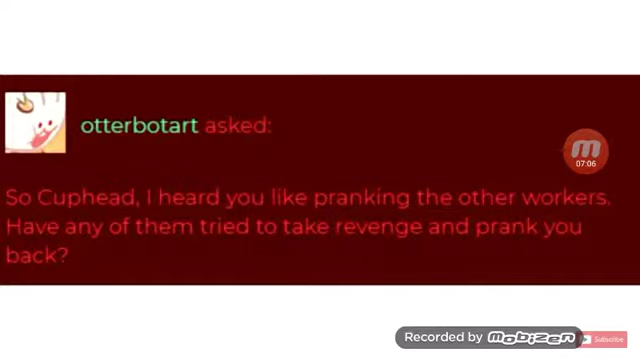 otterbotart asked:
07:06
So Cuphead, I heard you like pranking the other workers.
Have any of them tried to take revenge and prank you
back?
Recorded by MOBIZEN
Subscribe